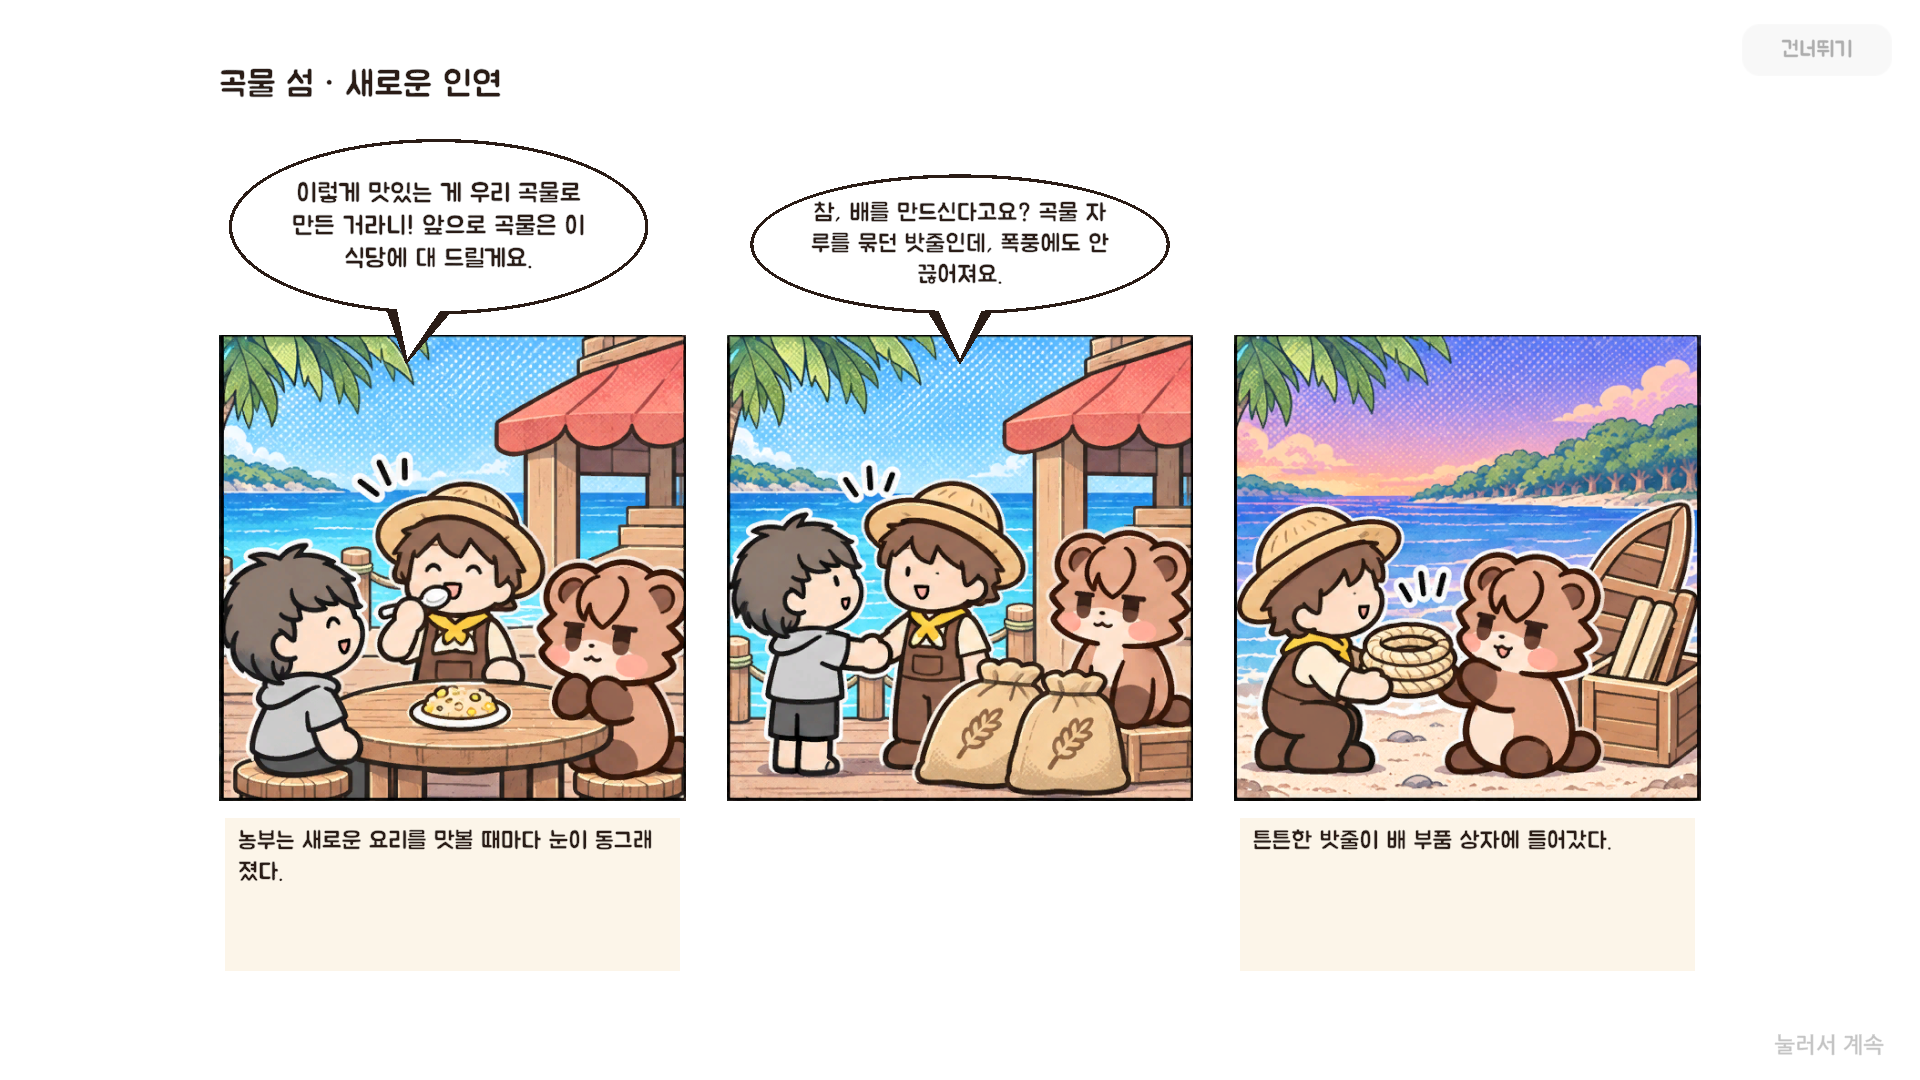 건너뛰기
곡물 섬 · 새로운 인연
이렇게 맛있는 게 우리 곡물로
만든 거라니! 앞으로 곡물은 이
식당에 대 드릴게요.
참, 배를 만드신다고요? 곡물 자
루를 묶던 밧줄인데, 폭풍에도 안
끊어져요.
농부는 새로운 요리를 맛볼 때마다 눈이 동그래
졌다.
튼튼한 밧줄이 배 부품 상자에 들어갔다.
눌러서 계속